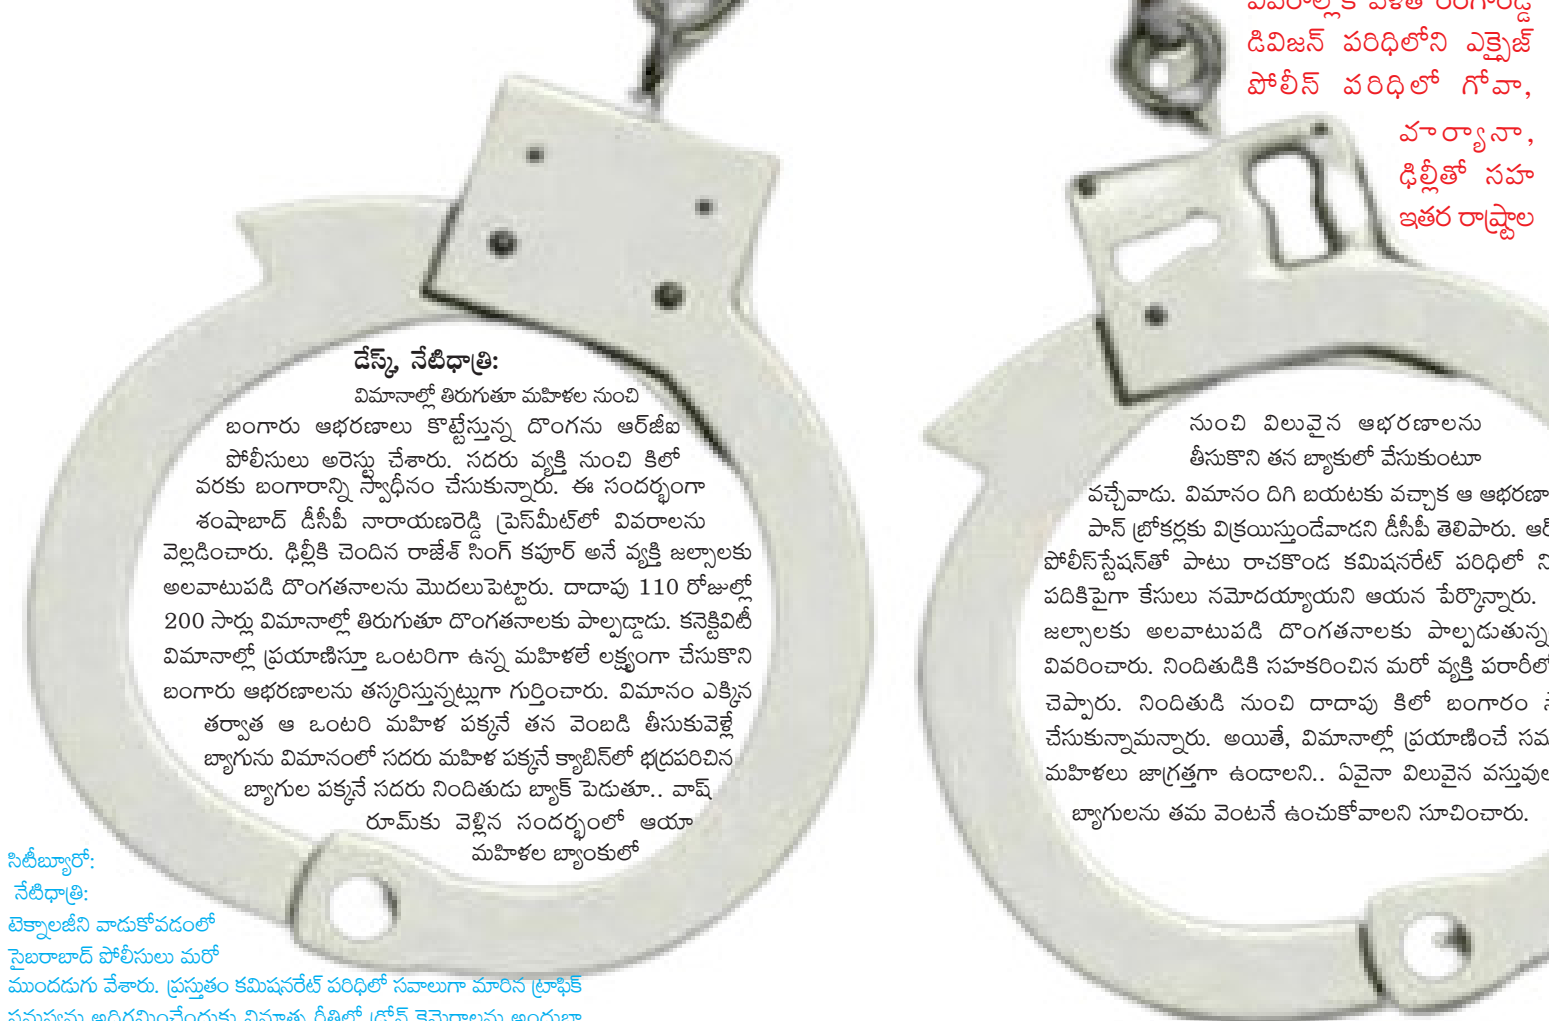 డేస్క్, నేటిధాత్రి:
విమానాల్లో తిరుగుతూ మహిళల నుంచి
బంగారు ఆభరణాలు కొట్టేస్తున్న దొంగను ఆర్‌జీఐ
పోలీసులు అరెస్టు చేశారు. సదరు వ్యక్తి నుంచి కిలో
వరకు బంగారాన్ని స్వాధీనం చేసుకున్నారు. ఈ సందర్భంగా
శంషాబాద్ డీసీపీ నారాయణరెడ్డి ప్రెస్‌మీట్‌లో వివరాలను
వెల్లడించారు. ఢిల్లీకి చెందిన రాజేశ్ సింగ్ కపూర్ అనే వ్యక్తి జల్సాలకు
అలవాటుపడి దొంగతనాలను మొదలుపెట్టారు. దాదాపు 110 రోజుల్లో
200 సార్లు విమానాల్లో తిరుగుతూ దొంగతనాలకు పాల్పడ్డాడు. కనెక్టివిటీ
విమానాల్లో ప్రయాణిస్తూ ఒంటరిగా ఉన్న మహిళలే లక్ష్యంగా చేసుకొని
బంగారు ఆభరణాలను తస్కరిస్తున్నట్లుగా గుర్తించారు. విమానం ఎక్కిన
తర్వాత ఆ ఒంటరి మహిళ పక్కనే తన వెంబడి తీసుకువెళ్లే
బ్యాగును విమానంలో సదరు మహిళ పక్కనే క్యాబిన్‌లో భద్రపరిచిన
బ్యాగుల పక్కనే సదరు నిందితుడు బ్యాక్ పెడుతూ.. వాష్
రూమ్‌కు వెళ్లిన సందర్భంలో ఆయా
మహిళల బ్యాంకులో
నుంచి విలువైన ఆభరణాలను
తీసుకొని తన బ్యాకులో వేసుకుంటూ
వచ్చేవాడు. విమానం దిగి బయటకు వచ్చాక ఆ ఆభరణా
పాన్ బ్రోకర్లకు విక్రయిస్తుండేవాడని డీసీపీ తెలిపారు. ఆర్
పోలీస్‌స్టేషన్‌తో పాటు రాచకొండ కమిషనరేట్ పరిధిలో ని
పదికిపైగా కేసులు నమోదయ్యాయని ఆయన పేర్కొన్నారు.
జల్సాలకు అలవాటుపడి దొంగతనాలకు పాల్పడుతున్న
వివరించారు. నిందితుడికి సహకరించిన మరో వ్యక్తి పరారీలో
చెప్పారు. నిందితుడి నుంచి దాదాపు కిలో బంగారం
చేసుకున్నామన్నారు. అయితే, విమానాల్లో ప్రయాణించే సమ
మహిళలు జాగ్రత్తగా ఉండాలని.. ఏవైనా విలువైన వస్తువుల
బ్యాగులను తమ వెంటనే ఉంచుకోవాలని సూచించారు.
డివిజన్ పరిధిలోని ఎక్సైజ్
పోలీస్ పరిధిలో గోవా,
హర్యానా,
ఢిల్లీతో సహ
ఇతర రాష్ట్రాల
సిటీబ్యూరో:
నేటిధాత్రి:
టెక్నాలజీని వాడుకోవడంలో
సైబరాబాద్ పోలీసులు మరో
ముందడుగు వేశారు. ప్రస్తుతం కమిషనరేట్ పరిధిలో సవాలుగా మారిన ట్రాఫిక్